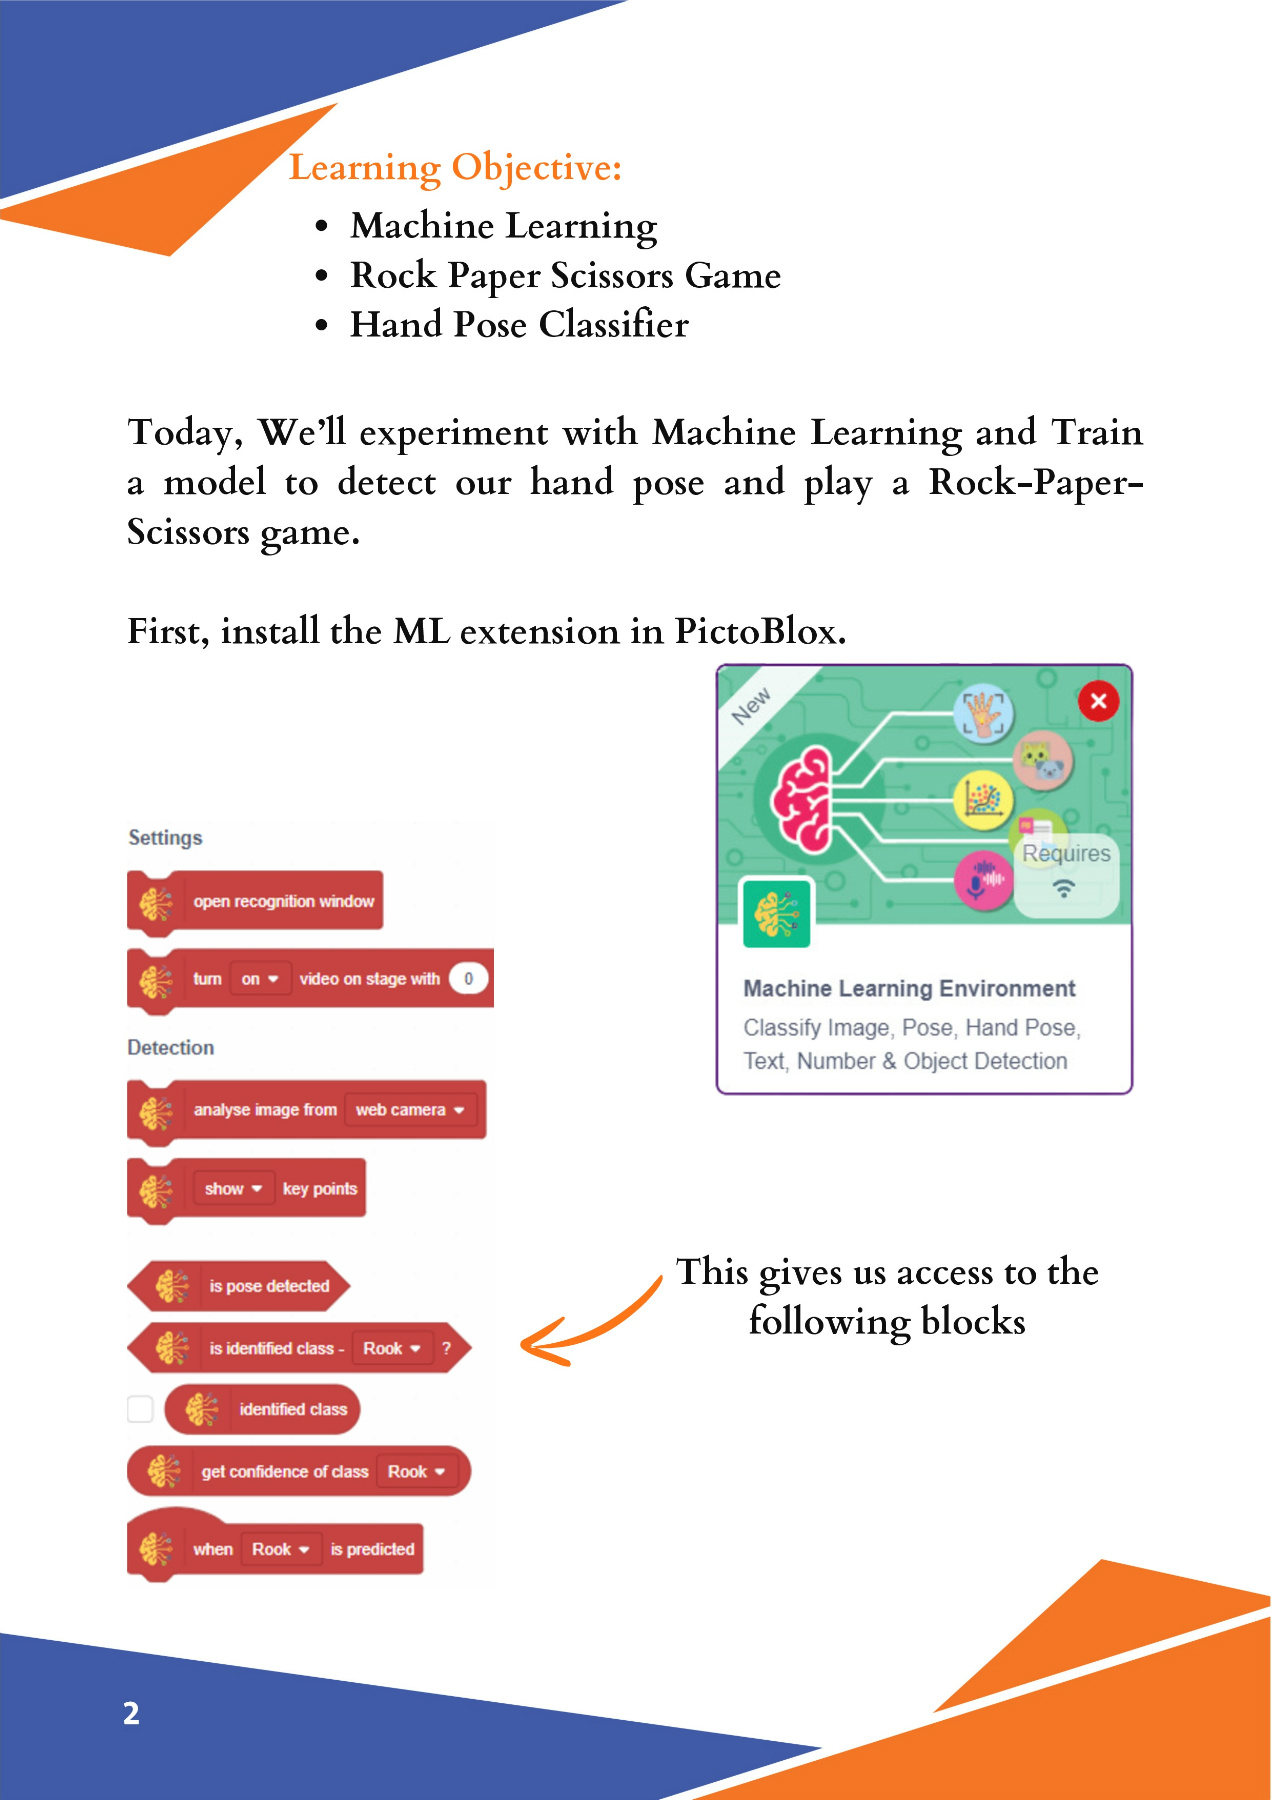 Learning Objective:
• Machine Learning
• Rock Paper Scissors Game
• Hand Pose Classifier
Today, We'll experiment with Machine Learning and Train
a model to detect our hand pose and play a Rock-Paper-
Scissors game.
First, install the ML extension in PictoBlox.
New
Requires
Machine Learning Environment
Classify Image, Pose, Hand Pose,
Text, Number & Object Detection
Settings
open recognition window
turn on video on stage with 0
Detection
analyse image from web camera
show key points
is pose detected
is identified class - Rook ?
identified class
get confidence of class Rook
when Rook is predicted
This gives us access to the
following blocks
2